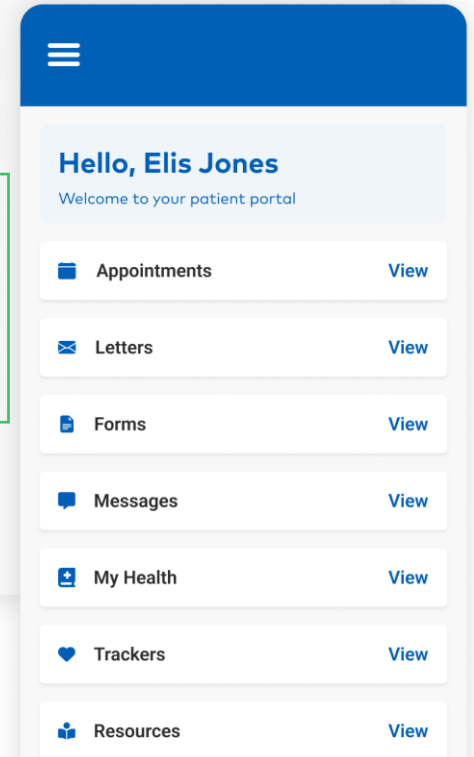 Hello, Elis Jones
Welcome to your patient portal
Appointments View
Letters View
Forms View
Messages View
My Health View
Trackers View
Resources View